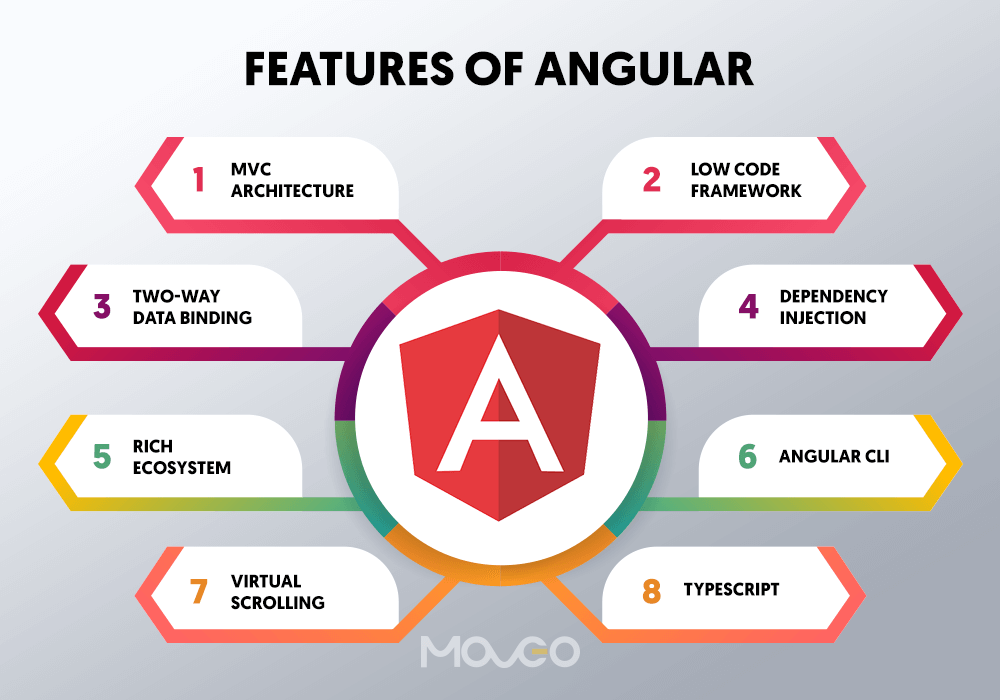 FEATURES OF ANGULAR
1
MVC
ARCHITECTURE
2
LOW CODE
FRAMEWORK
3
TWO-WAY
DATA BINDING
4
DEPENDENCY
INJECTION
5
RICH
ECOSYSTEM
6
ANGULAR CLI
7
VIRTUAL
SCROLLING
8
TYPESCRIPT
A